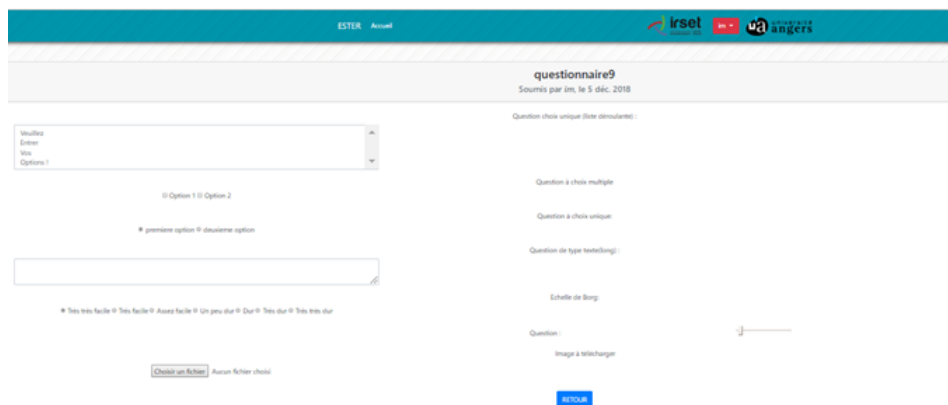 ESTER Accueil
irset
im
ua université angers
questionnaire9
Soumis par im, le 5 déc. 2018
Question choix unique (liste déroulante) :
Veuillez
Entrer
Vos
Options !
Question à choix multiple
Option 1 Option 2
Question à choix unique:
premiere option deuxieme option
Question de type texte(long) :
Echelle de Borg:
Très très facile Très facile Assez facile Un peu dur Dur Très dur Très très dur
Question :
Image à télécharger
Choisir un fichier Aucun fichier choisi
RETOUR